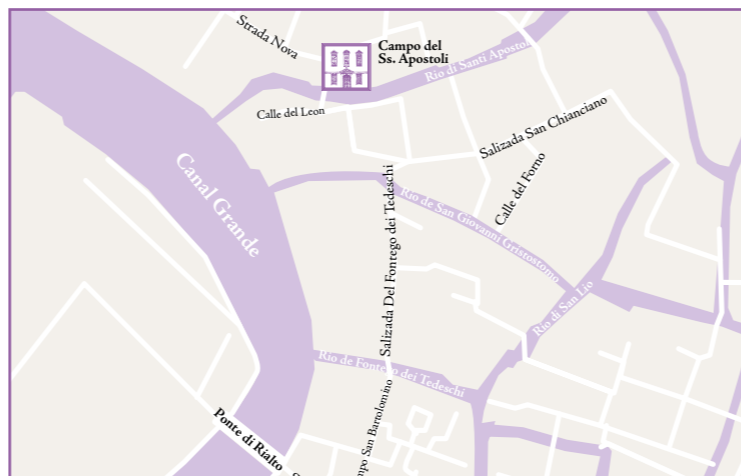 Strada Nova
Campo del
Ss. Apostoli
Rio di Santi Apostoli
Calle del Leon
Salizada San Chianciano
Canal Grande
Calle del Forno
Rio de San Giovanni Gristostomo
Salizada Del Fontego dei Tedeschi
Rio di San Lio
Rio de Fontego dei Tedeschi
San Bartolomino
Ponte di Rialto